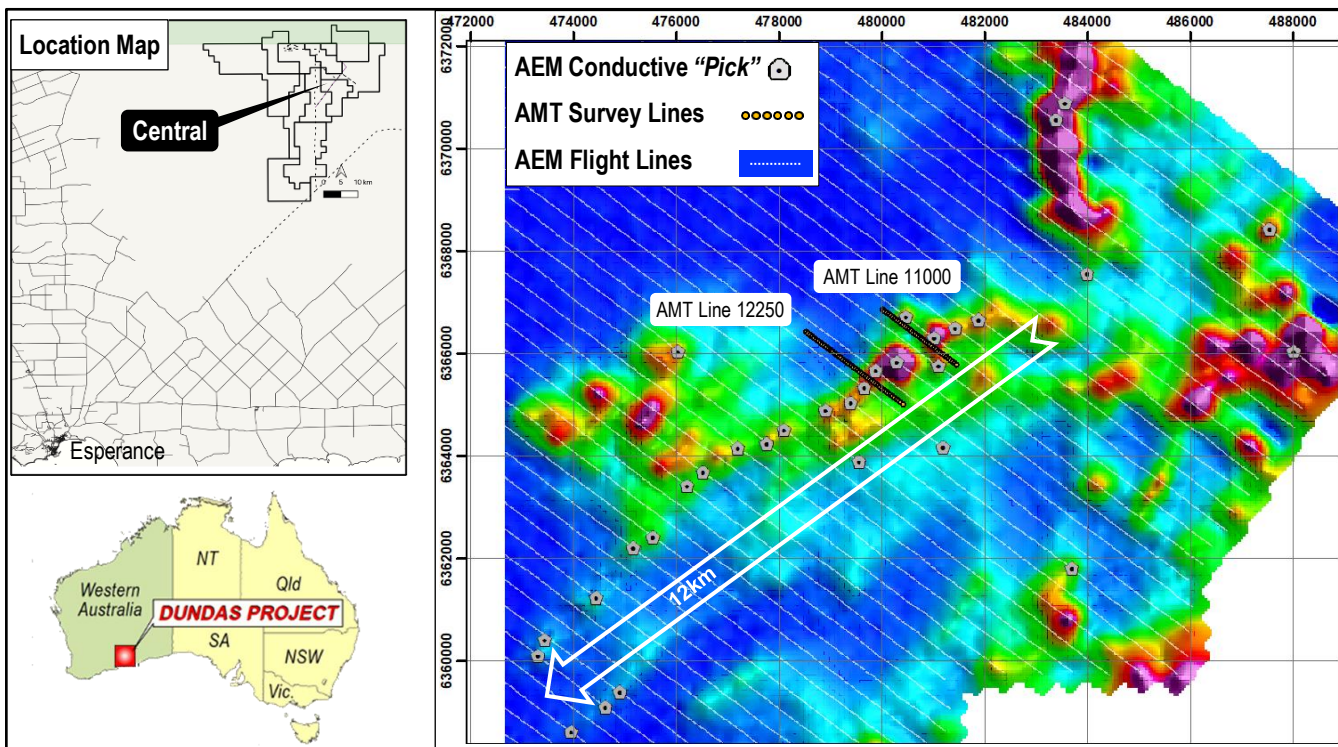 Location Map
Central
0 5 10 km
Esperance
NT
Qld
Western
Australia
DUNDAS PROJECT
SA
NSW
Vic.
472000 474000 476000 478000 480000 482000 484000 486000 488000
6372000
6370000
6368000
6366000
6364000
6362000
6360000
AEM Conductive “Pick”
AMT Survey Lines
AEM Flight Lines
AMT Line 11000
AMT Line 12250
12km